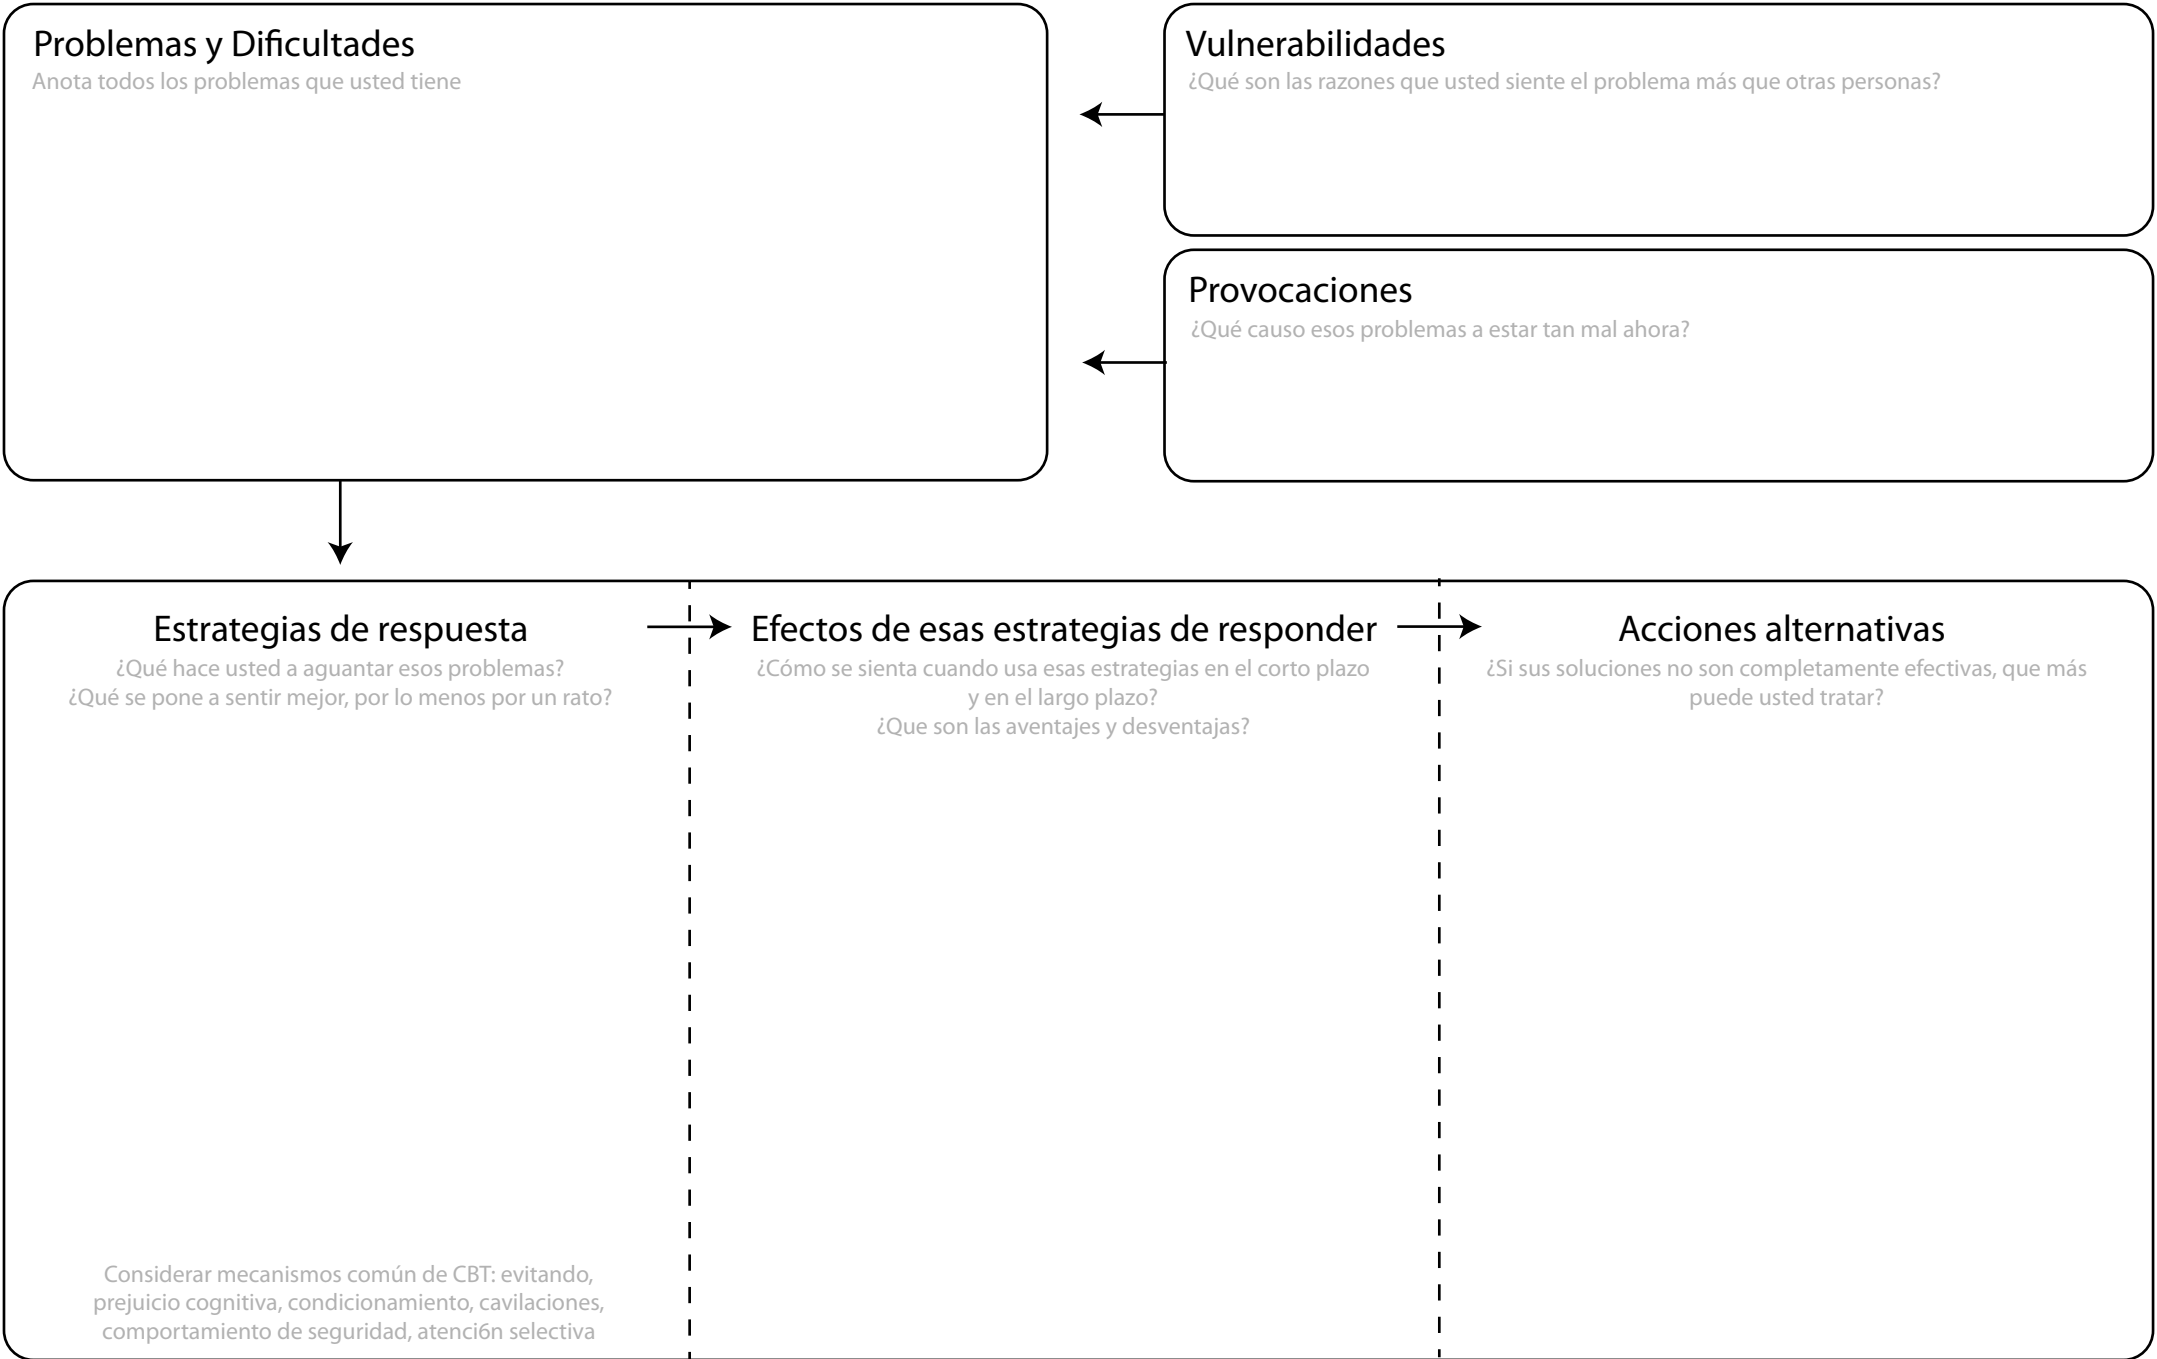 Problemas y Dificultades
Anota todos los problemas que usted tiene
Vulnerabilidades
¿Qué son las razones que usted siente el problema más que otras personas?
Provocaciones
¿Qué causo esos problemas a estar tan mal ahora?
Estrategias de respuesta
¿Qué hace usted a aguantar esos problemas?
¿Qué se pone a sentir mejor, por lo menos por un rato?
Considerar mecanismos común de CBT: evitando,
prejuicio cognitiva, condicionamiento, cavilaciones,
comportamiento de seguridad, atenci6n selectiva
Efectos de esas estrategias de responder
¿Cómo se sienta cuando usa esas estrategias en el corto plazo
y en el largo plazo?
¿Que son las aventajes y desventajas?
Acciones alternativas
¿Si sus soluciones no son completamente efectivas, que más
puede usted tratar?